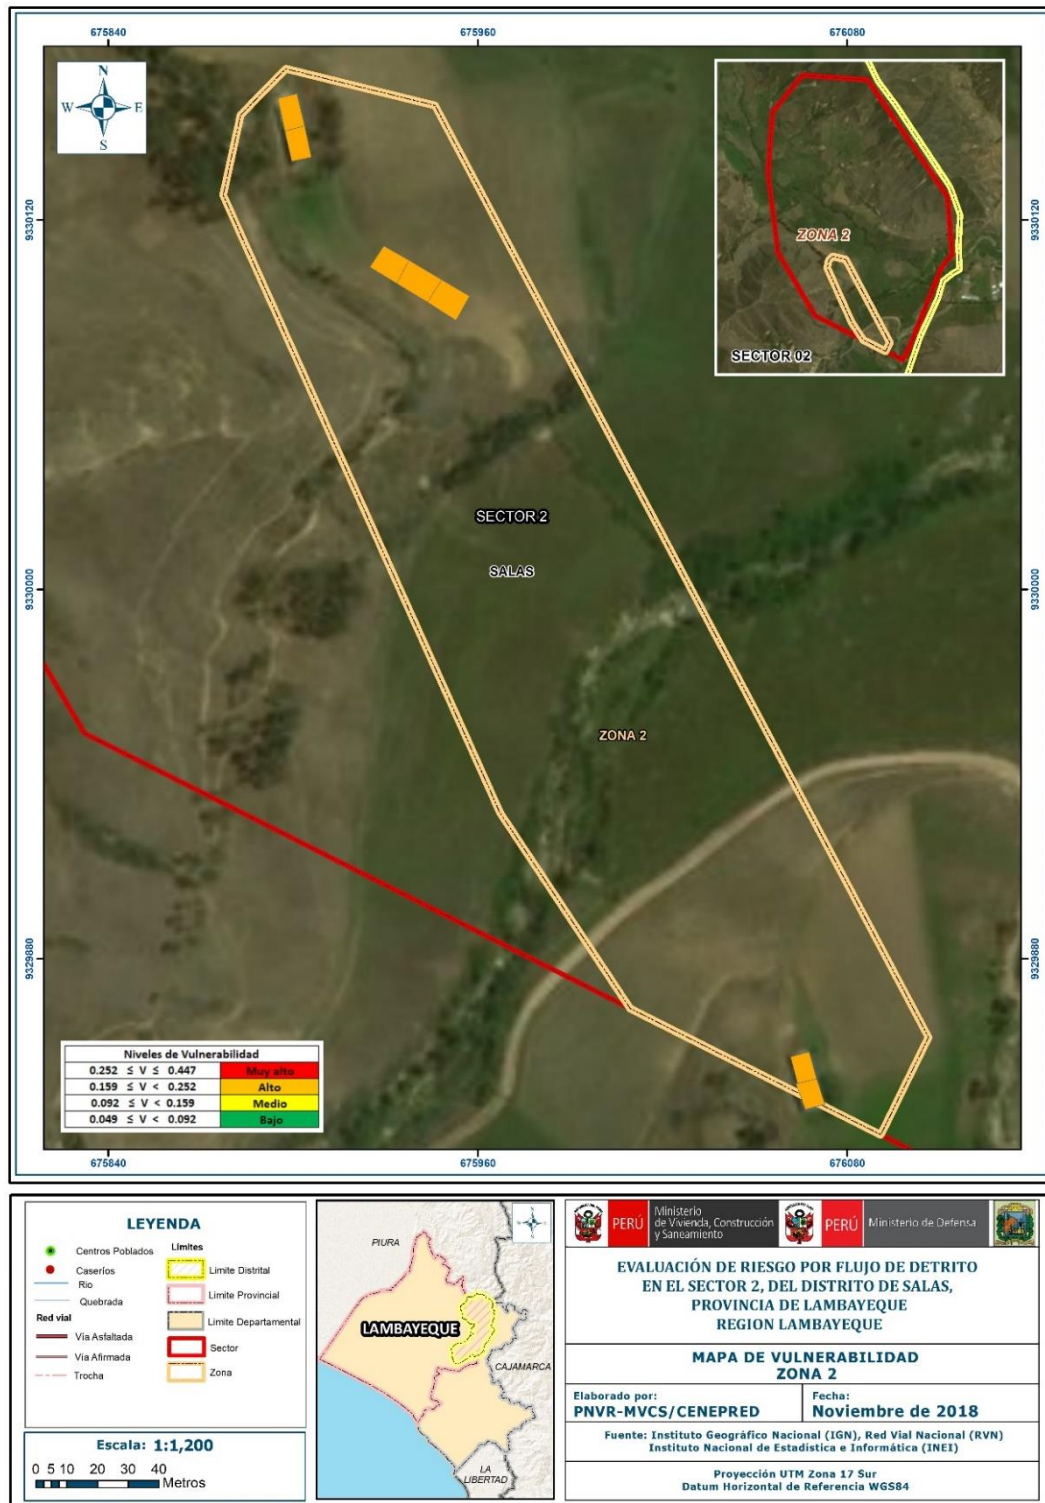 675840 675960 676080
N
W E
S
9330120
9330120
ZONA 2
SECTOR 02
SECTOR 2
SALAS
9330000
9330000
ZONA 2
9329880
9329880
Niveles de Vulnerabilidad
0.252 ≤ V ≤ 0.447 Muy alto
0.159 ≤ V < 0.252 Alto
0.092 ≤ V < 0.159 Medio
0.049 ≤ V < 0.092 Bajo
675840 675960 676080
LEYENDA
Centros Poblados
Caseríos
Rio
Quebrada
Red vial
Vía Asfaltada
Vía Afirmada
Trocha
Límites
Limite Distrital
Limite Provincial
Limite Departamental
Sector
Zona
Escala: 1:1,200
0 5 10 20 30 40
Metros
PIURA
LAMBAYEQUE
CAJAMARCA
LA
LIBERTAD
PERÚ
Ministerio
de Vivienda, Construcción
y Saneamiento
PERÚ
Ministerio de Defensa
EVALUACIÓN DE RIESGO POR FLUJO DE DETRITO
EN EL SECTOR 2, DEL DISTRITO DE SALAS,
PROVINCIA DE LAMBAYEQUE
REGION LAMBAYEQUE
MAPA DE VULNERABILIDAD
ZONA 2
Elaborado por:
PNVR-MVCS/CENEPRED
Fecha:
Noviembre de 2018
Fuente: Instituto Geográfico Nacional (IGN), Red Vial Nacional (RVN)
Instituto Nacional de Estadística e Informática (INEI)
Proyección UTM Zona 17 Sur
Datum Horizontal de Referencia WGS84